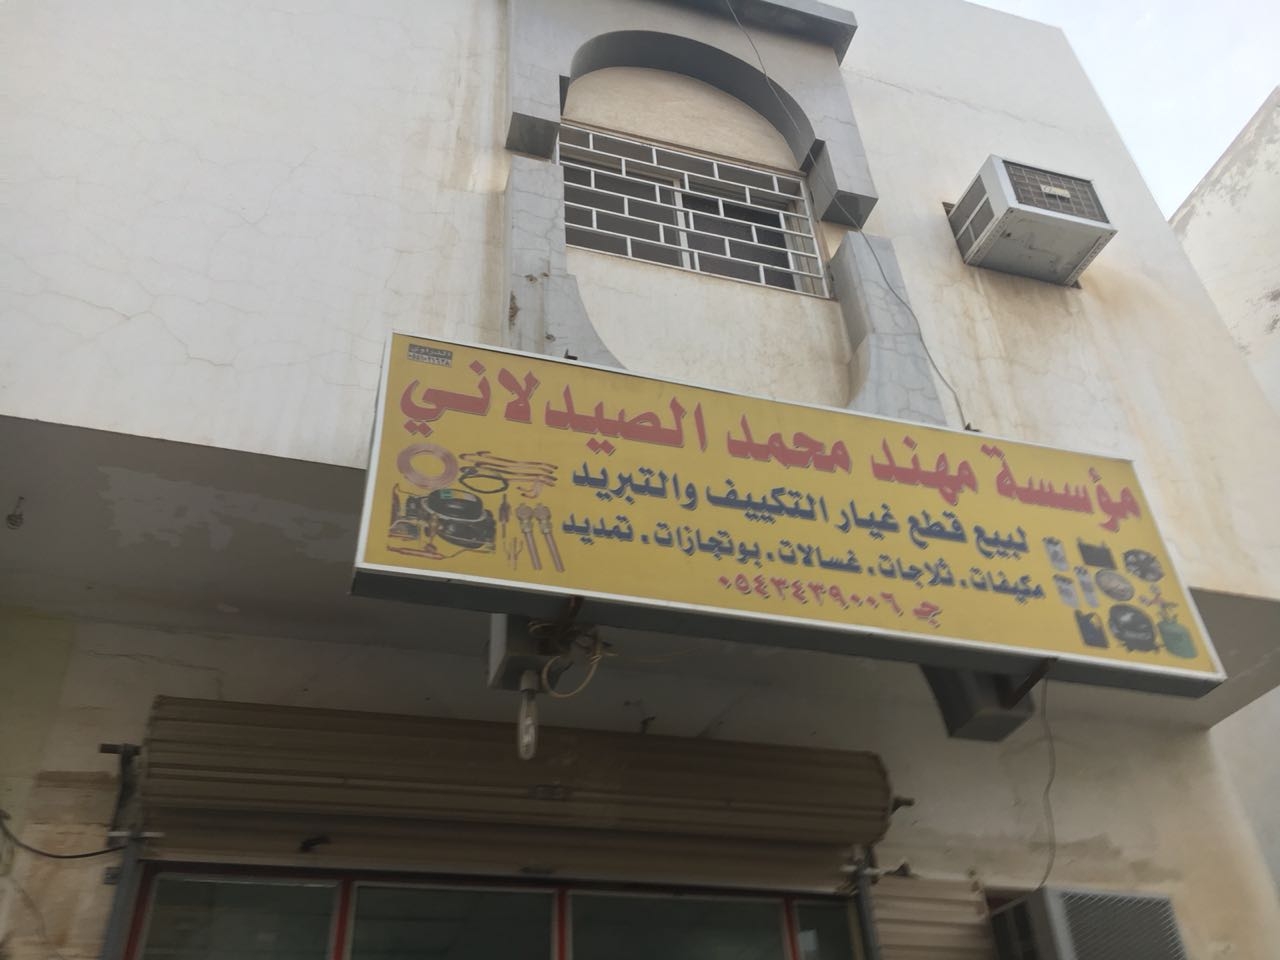 مؤسسة مهند محمد الصيدلاني
لبيع قطع غيار التكييف والتبريد
مكيفات . ثلاجات . غسالات . بوتجازات . تمديد
ج ٠٥٤٣٤٣٩٠٠٦